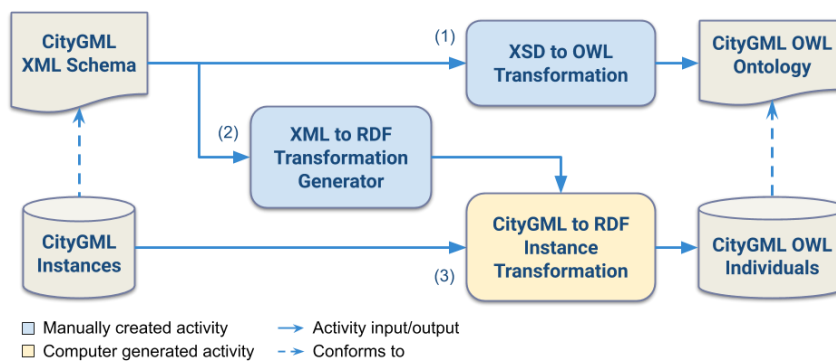 CityGML
XML Schema
(1)
XSD to OWL
Transformation
CityGML OWL
Ontology
(2)
XML to RDF
Transformation
Generator
CityGML
Instances
(3)
CityGML to RDF
Instance
Transformation
CityGML OWL
Individuals
Manually created activity
Activity input/output
Computer generated activity
Conforms to